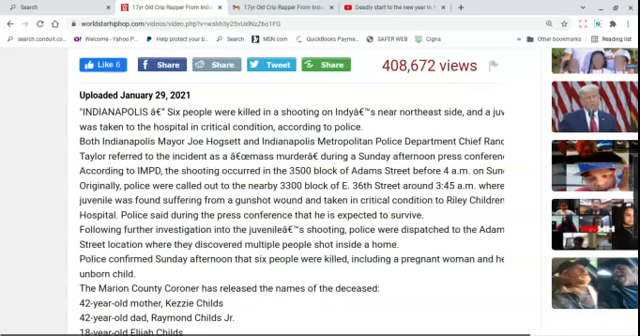 Search
17yr Old Crip Rapper From Indi
17yr Old Crip Rapper From Indi
Deadly start to the new year in
worldstarhiphop.com/videos/video.php?v=wshh5y25vUxNzZ6o1FG
search.conduit.co...
Welcome · Yahoo P...
Help protect your b...
Search
MSN.com
QuickBooks Payme...
SAFER WEB
Cigna
Other bookmarks
Reading list
Like 6
Share
Share
Tweet
Share
408,672 views
Uploaded January 29, 2021
"INDIANAPOLIS â€" Six people were killed in a shooting on Indyâ€™s near northeast side, and a juv
was taken to the hospital in critical condition, according to police.
Both Indianapolis Mayor Joe Hogsett and Indianapolis Metropolitan Police Department Chief Ranc
Taylor referred to the incident as a â€œmass murderâ€ during a Sunday afternoon press conferen
According to IMPD, the shooting occurred in the 3500 block of Adams Street before 4 a.m. on Sun
Originally, police were called out to the nearby 3300 block of E. 36th Street around 3:45 a.m. where
juvenile was found suffering from a gunshot wound and taken in critical condition to Riley Children
Hospital. Police said during the press conference that he is expected to survive.
Following further investigation into the juvenileâ€™s shooting, police were dispatched to the Adam
Street location where they discovered multiple people shot inside a home.
Police confirmed Sunday afternoon that six people were killed, including a pregnant woman and he
unborn child.
The Marion County Coroner has released the names of the deceased:
42-year-old mother, Kezzie Childs
42-year-old dad, Raymond Childs Jr.
18-year-old Elijah Childs